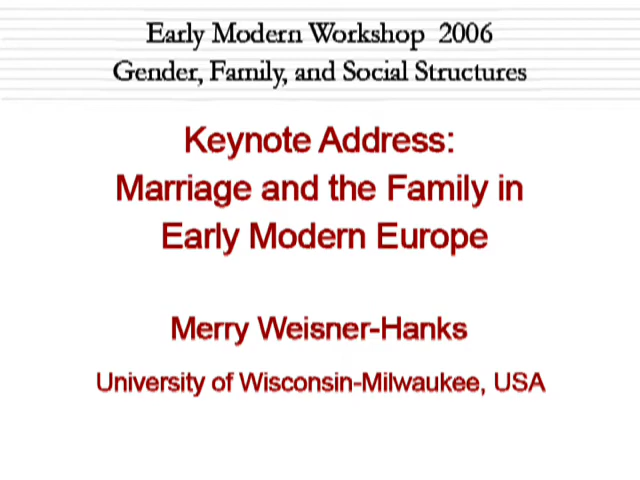 Early Modern Workshop 2006
Gender, Family, and Social Structures
Keynote Address:
Marriage and the Family in
Early Modern Europe
Merry Weisner-Hanks
University of Wisconsin-Milwaukee, USA